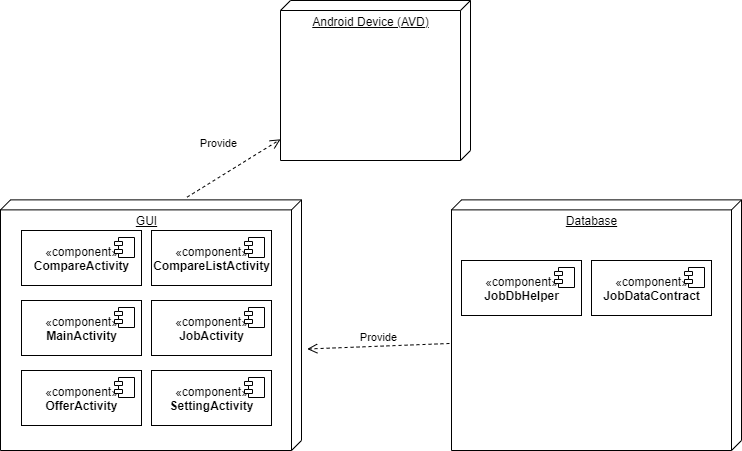 Android Device (AVD)
Provide
GUI
«component»
CompareActivity
«component»
CompareListActivity
«component»
MainActivity
«component»
JobActivity
«component»
OfferActivity
«component»
SettingActivity
Provide
Database
«component»
JobDbHelper
«component»
JobDataContract